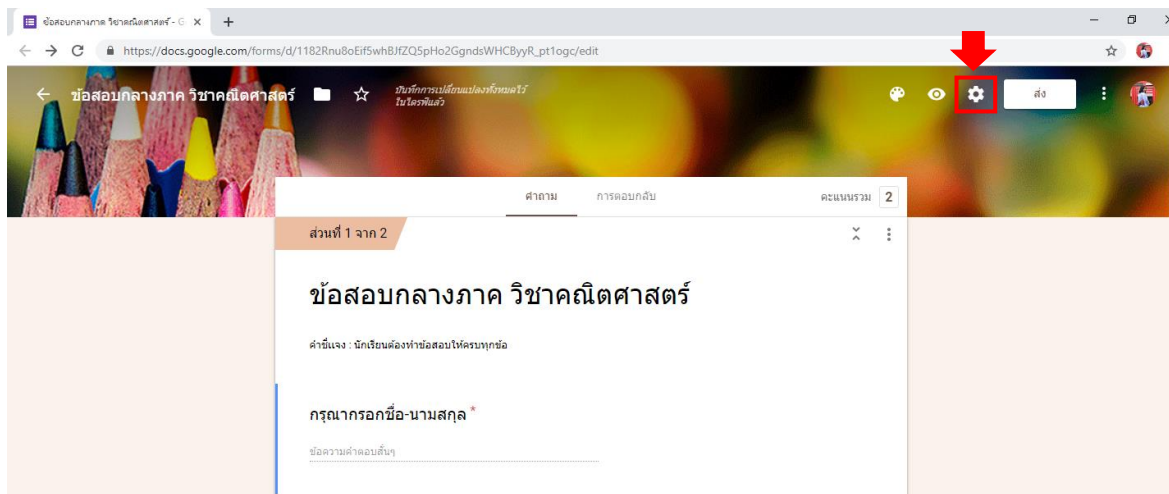 ข้อสอบกลางภาค วิชาคณิตศาสตร์ - G
https://docs.google.com/forms/d/1182Rnu8oEif5whBJfZQ5pHo2GgndsWHCByyR_pt1ogc/edit
ข้อสอบกลางภาค วิชาคณิตศาสตร์
บันทึกการเปลี่ยนแปลงทั้งหมดไว้
ในไดรฟ์แล้ว
ส่ง
คำถาม การตอบกลับ คะแนนรวม 2
ส่วนที่ 1 จาก 2
ข้อสอบกลางภาค วิชาคณิตศาสตร์
คำชี้แจง : นักเรียนต้องทำข้อสอบให้ครบทุกข้อ
กรุณากรอกชื่อ-นามสกุล *
ข้อความคำตอบสั้นๆ